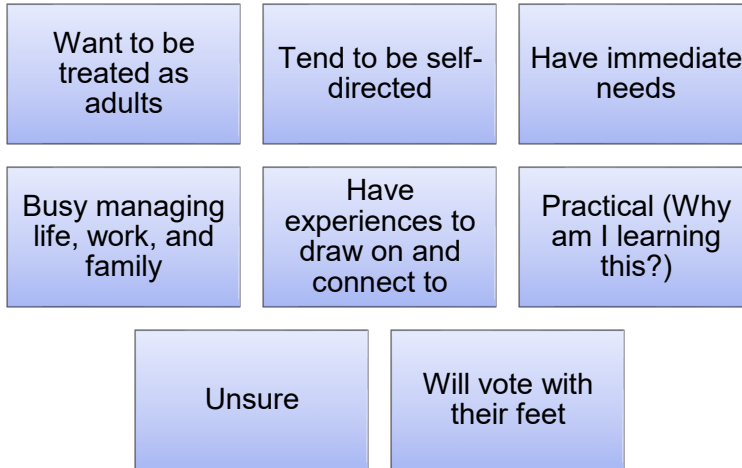 Want to be
treated as
adults
Tend to be self-
directed
Have immediate
needs
Busy managing
life, work, and
family
Have
experiences to
draw on and
connect to
Practical (Why
am I learning
this?)
Unsure
Will vote with
their feet